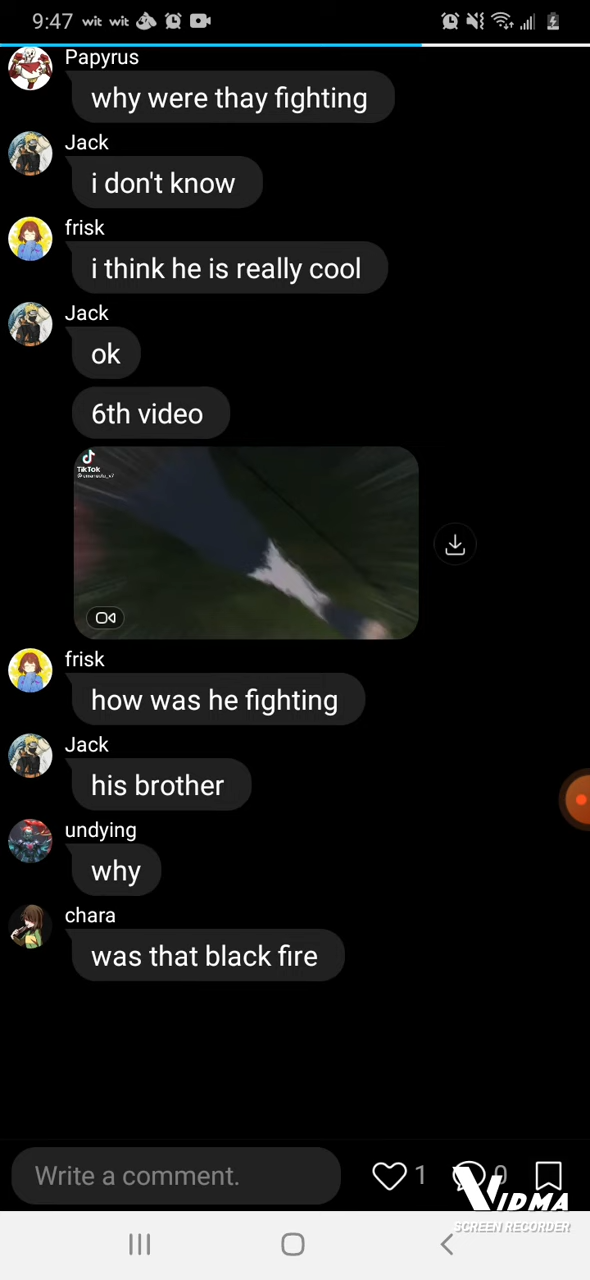 9:47 wit wit
Papyrus
why were thay fighting
Jack
i don't know
frisk
i think he is really cool
Jack
ok
6th video
TikTok
frisk
how was he fighting
Jack
his brother
undying
why
chara
was that black fire
Write a comment. 1 0
VIDMA
SCREEN RECORDER